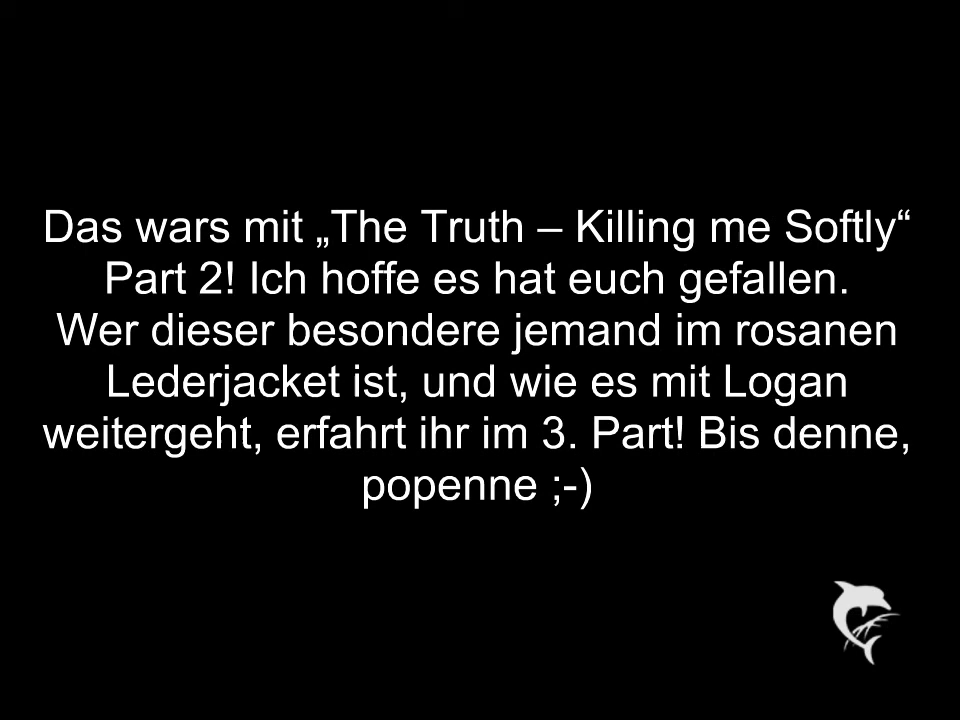 Das wars mit „The Truth – Killing me Softly“
Part 2! Ich hoffe es hat euch gefallen.
Wer dieser besondere jemand im rosanen
Lederjacket ist, und wie es mit Logan
weitergeht, erfahrt ihr im 3. Part! Bis denne,
popenne ;-)